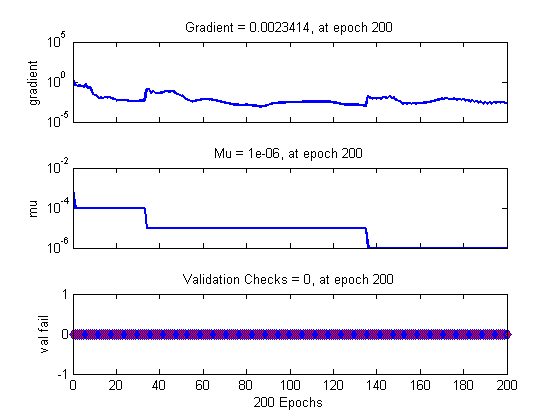 Gradient = 0.0023414, at epoch 200
10^5
10^0
10^-5
gradient
Mu = 1e-06, at epoch 200
10^-2
10^-4
10^-6
mu
Validation Checks = 0, at epoch 200
1
0
-1
val fail
0 20 40 60 80 100 120 140 160 180 200
200 Epochs